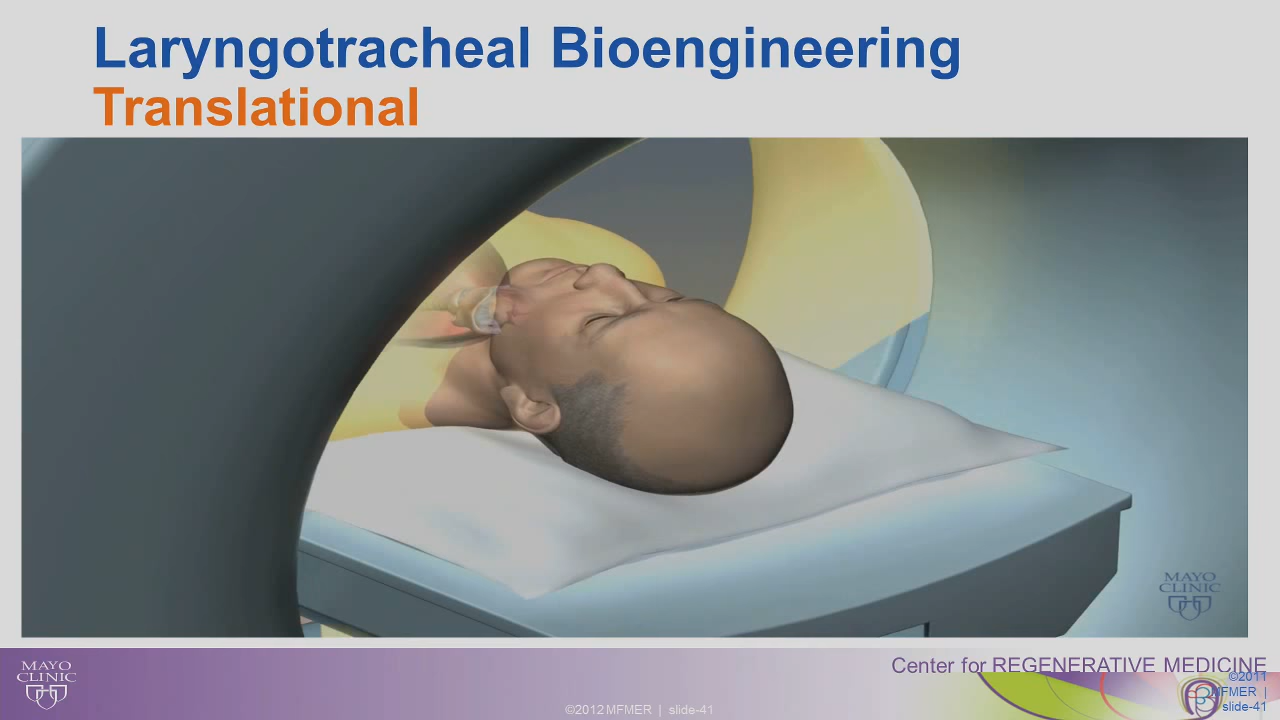 Laryngotracheal Bioengineering
Translational
MAYO
CLINIC
MAYO
CLINIC
Center for REGENERATIVE MEDICINE
©2011
MFMER |
slide-41
©2012 MFMER | slide-41